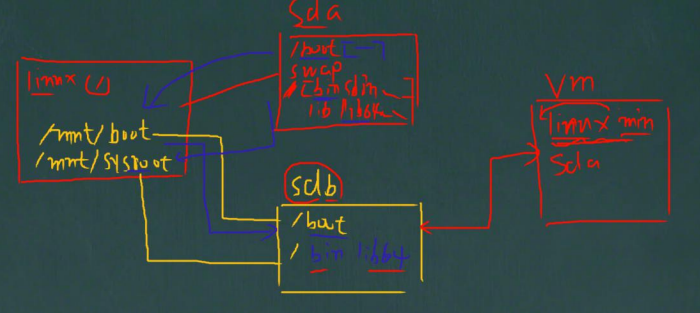 sda
/boot [---]
swap
/ [bin sbin
lib lib64
linux (/)
/mnt/boot
/mnt/sysroot
sdb
/boot
/ bin lib64
Vm
linux min
sda